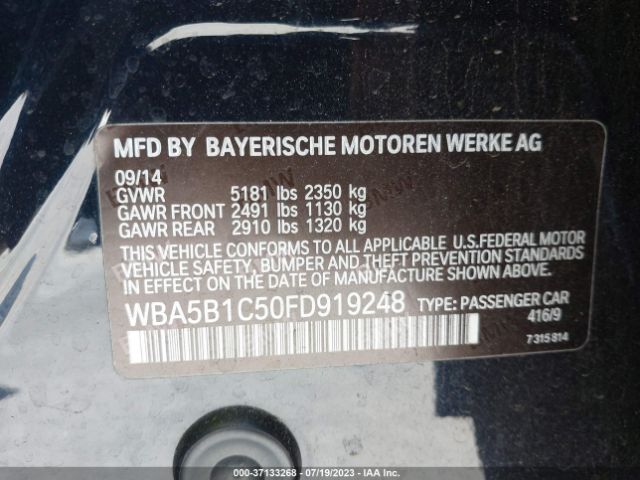 MFD BY BAYERISCHE MOTOREN WERKE AG
09/14
GVWR 5181 lbs 2350 kg
GAWR FRONT 2491 lbs 1130 kg
GAWR REAR 2910 lbs 1320 kg
THIS VEHICLE CONFORMS TO ALL APPLICABLE U.S.FEDERAL MOTOR
VEHICLE SAFETY, BUMPER AND THEFT PREVENTION STANDARDS
IN EFFECT ON THE DATE OF MANUFACTURE SHOWN ABOVE.
WBA5B1C50FD919248 TYPE: PASSENGER CAR
416/9
7 315 814
000-37133268 - 07/19/2023 - IAA Inc.